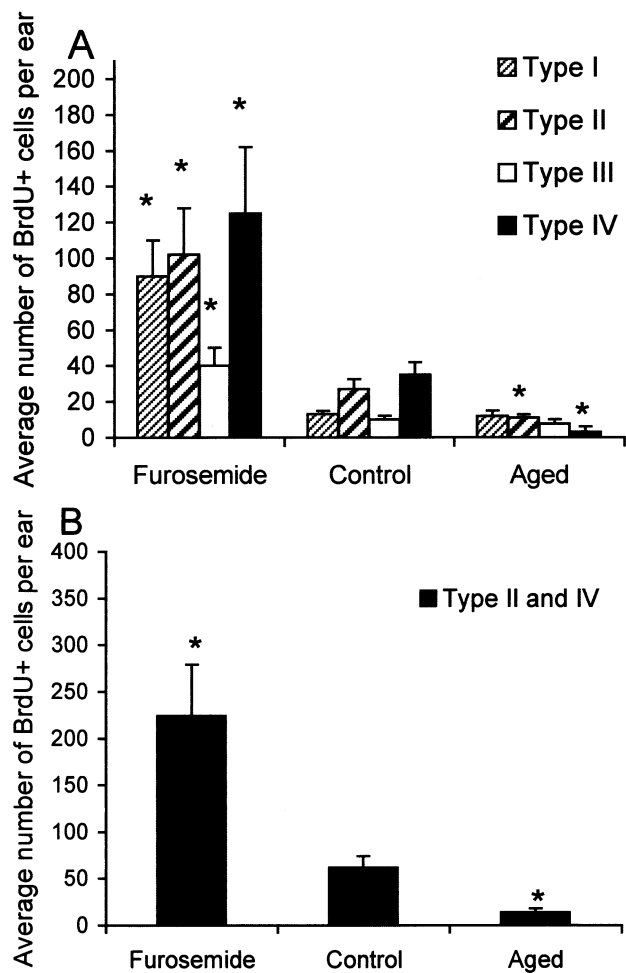 A
Average number of BrdU+ cells per ear
200
180
160
140
120
100
80
60
40
20
0
Type I
Type II
Type III
Type IV
* * * *
* *
Furosemide Control Aged
B
Average number of BrdU+ cells per ear
400
350
300
250
200
150
100
50
0
Type II and IV
*
*
Furosemide Control Aged